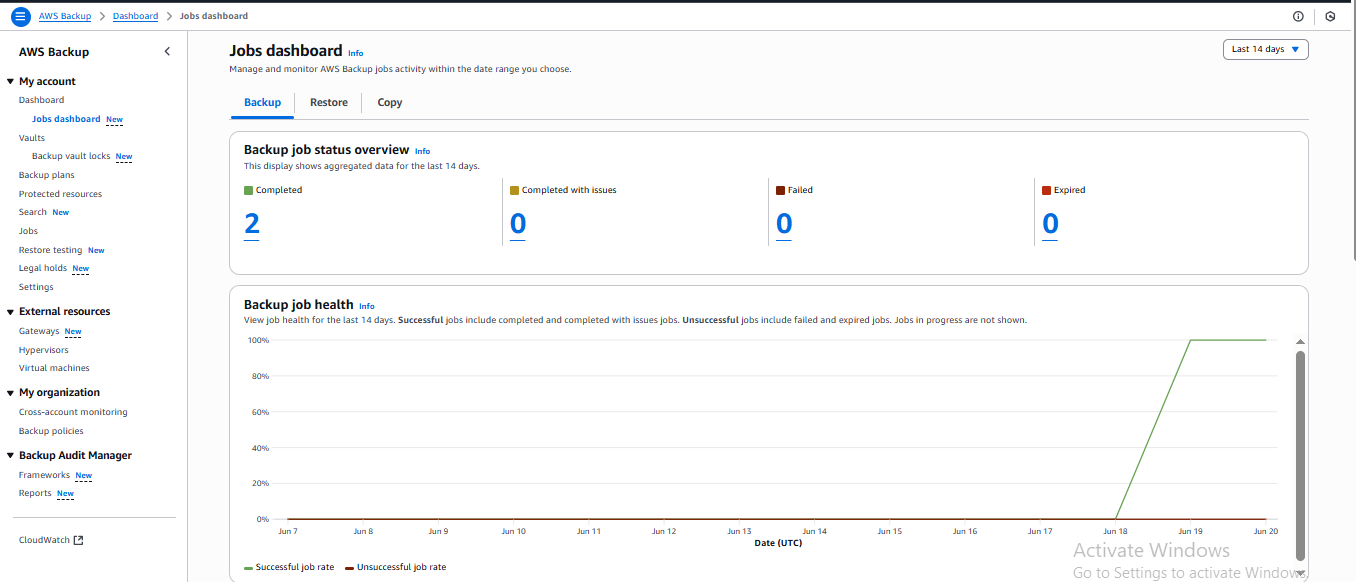 AWS Backup > Dashboard > Jobs dashboard
AWS Backup
My account
Dashboard
Jobs dashboard New
Vaults
Backup vault locks New
Backup plans
Protected resources
Search New
Jobs
Restore testing New
Legal holds New
Settings
External resources
Gateways New
Hypervisors
Virtual machines
My organization
Cross-account monitoring
Backup policies
Backup Audit Manager
Frameworks New
Reports New
CloudWatch
Jobs dashboard Info
Last 14 days
Manage and monitor AWS Backup jobs activity within the date range you choose.
Backup Restore Copy
Backup job status overview Info
This display shows aggregated data for the last 14 days.
Completed Completed with issues Failed Expired
2 0 0 0
Backup job health Info
View job health for the last 14 days. Successful jobs include completed and completed with issues jobs. Unsuccessful jobs include failed and expired jobs. Jobs in progress are not shown.
100%
80%
60%
40%
20%
0%
Jun 7 Jun 8 Jun 9 Jun 10 Jun 11 Jun 12 Jun 13 Jun 14 Jun 15 Jun 16 Jun 17 Jun 18 Jun 19 Jun 20
Date (UTC)
Successful job rate Unsuccessful job rate
Activate Windows
Go to Settings to activate Windows.